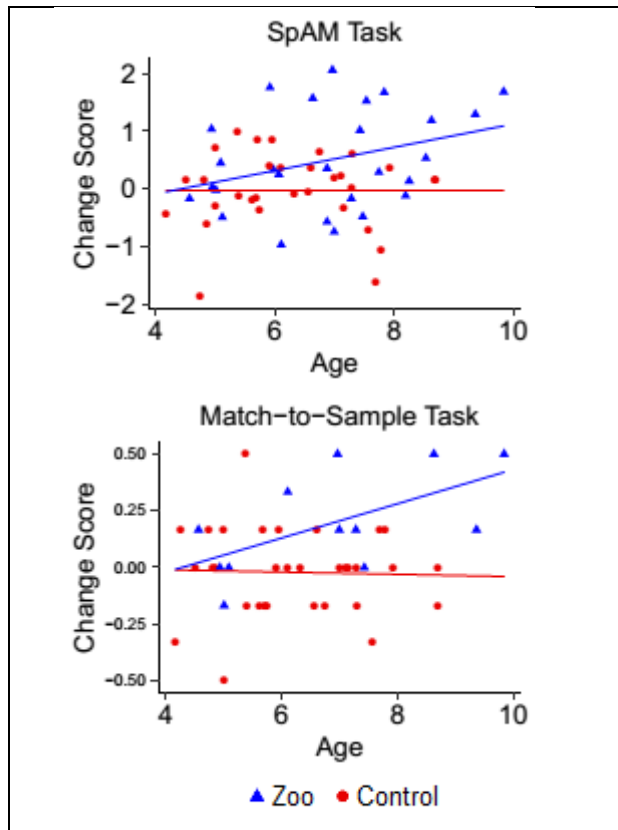 SpAM Task
2
1
0
−1
−2
Change Score
4 6 8 10
Age
Match−to−Sample Task
0.50
0.25
0.00
−0.25
−0.50
Change Score
4 6 8 10
Age
Zoo Control